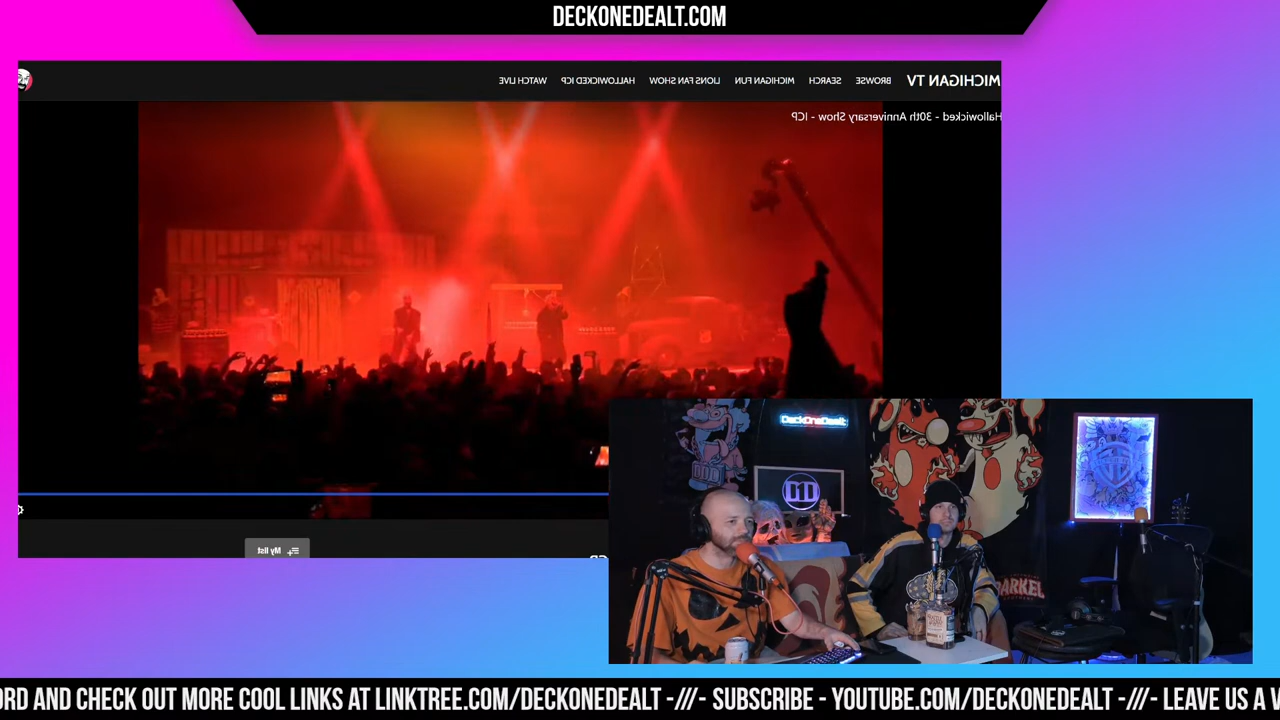 DECKONEDEALT.COM
MICHIGAN TV BROWSE SEARCH MICHIGAN FUN LIONS FAN SHOW HALLOWICKED ICP WATCH LIVE
Hallowicked - 30th Anniversary Show - ICP
My list
DeckOneDealt
DARKEL
ORD AND CHECK OUT MORE COOL LINKS AT LINKTREE.COM/DECKONEDEALT -///- SUBSCRIBE - YOUTUBE.COM/DECKONEDEALT -///- LEAVE US A V